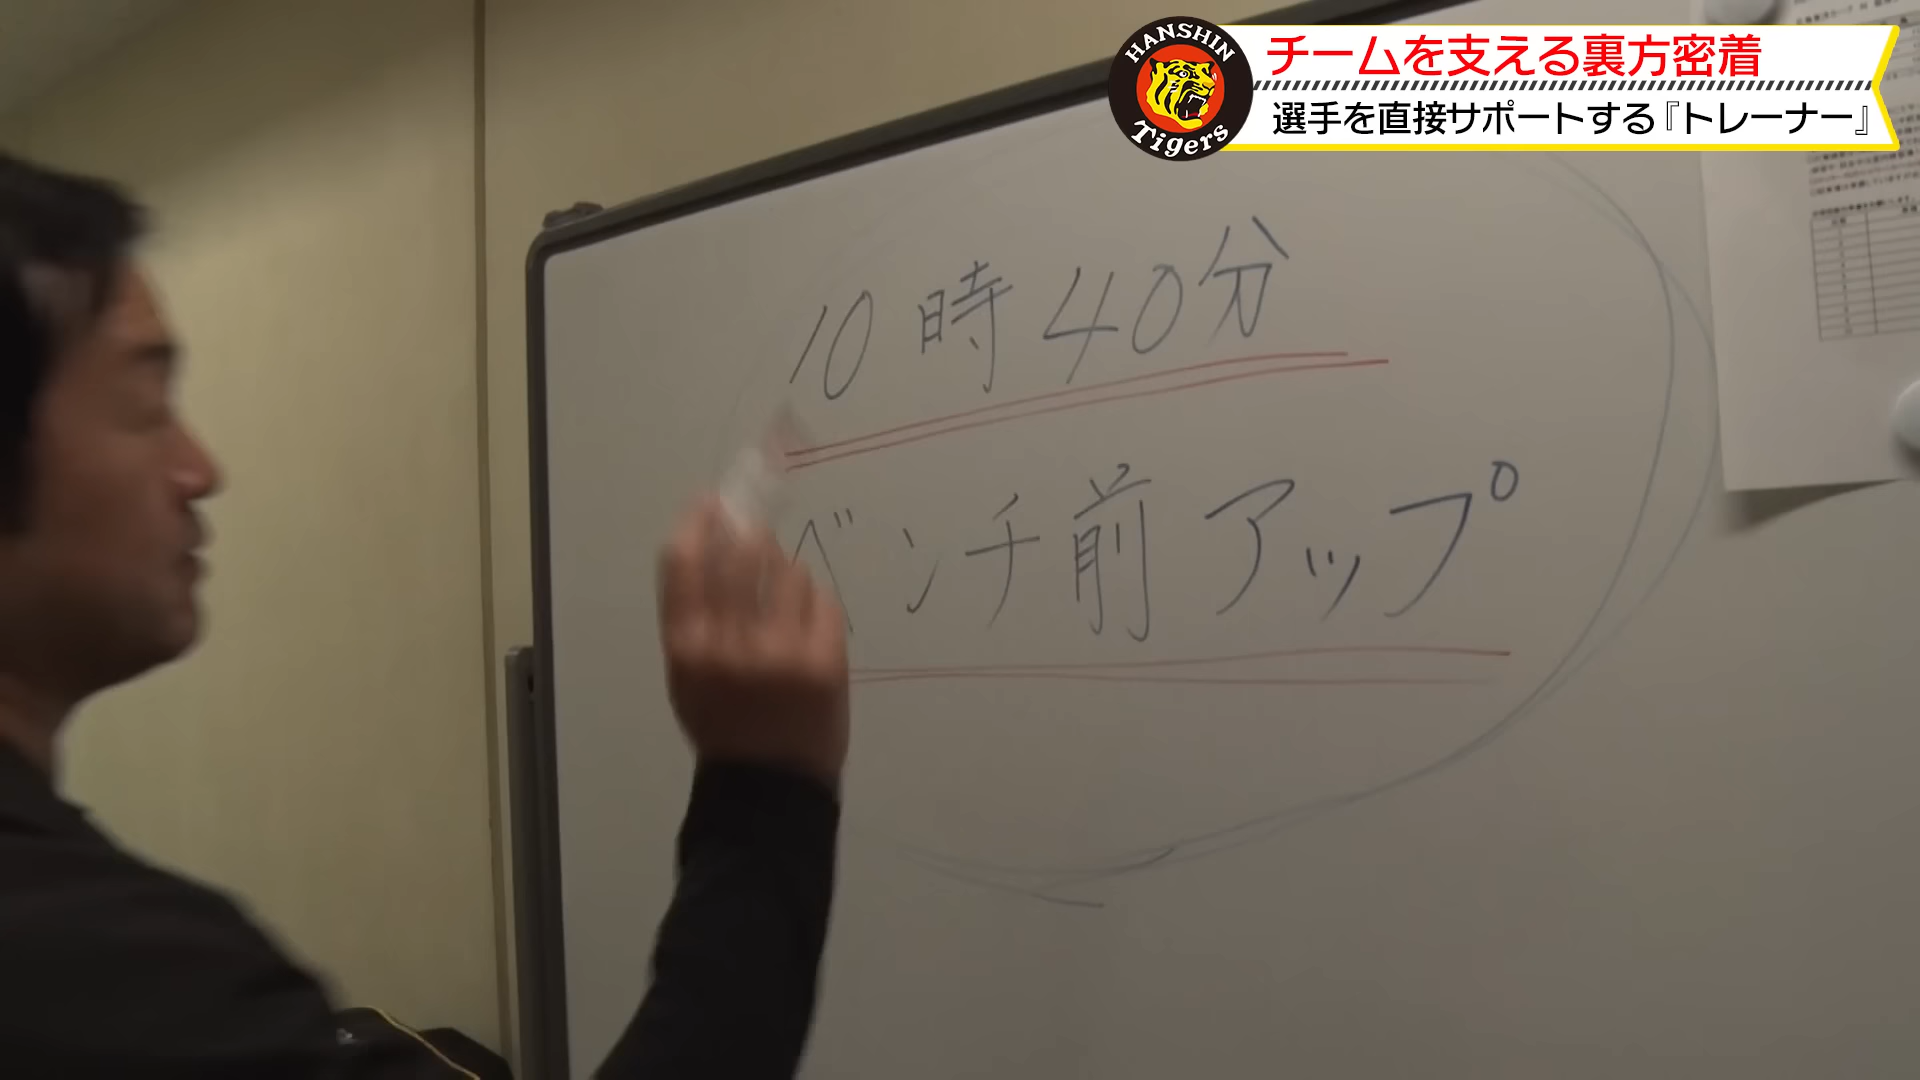 HANSHIN
Tigers
チームを支える裏方密着
選手を直接サポートする『トレーナー』
10時40分
ベンチ前アップ